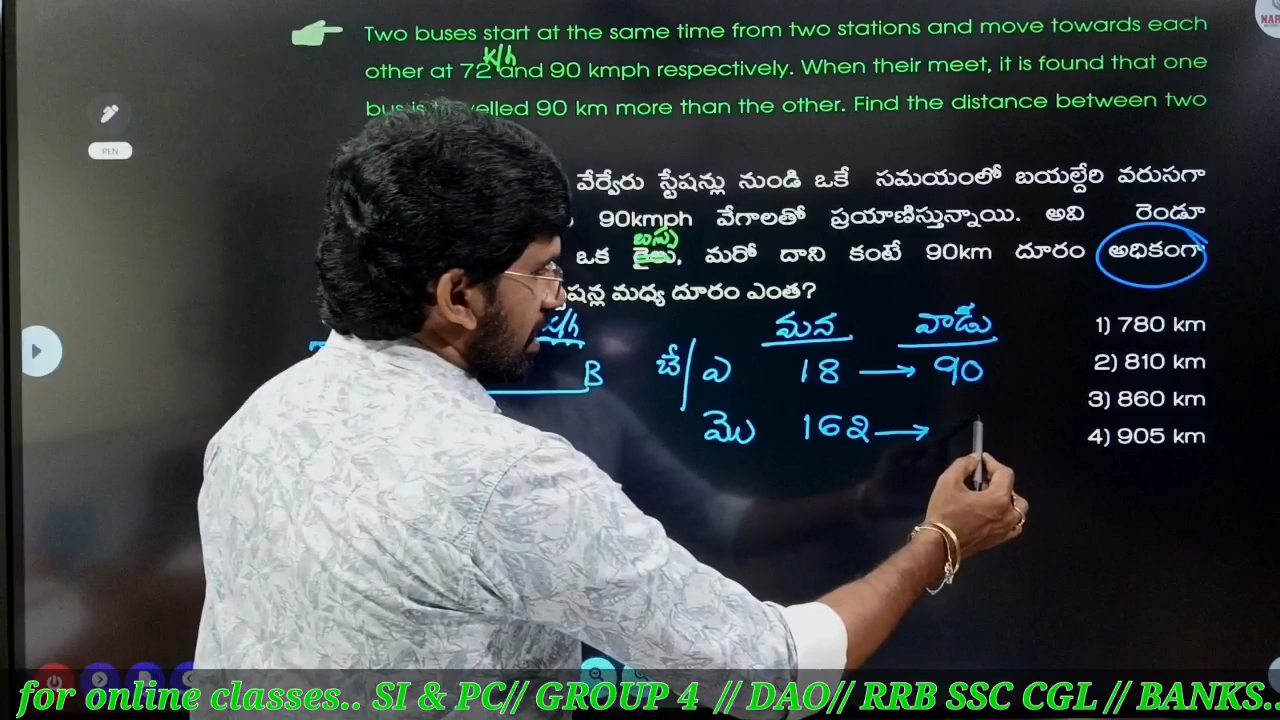 Two buses start at the same time from two stations and move towards each
k/h
other at 72 and 90 kmph respectively. When their meet, it is found that one
bus is travelled 90 km more than the other. Find the distance between two
PEN
వేర్వేరు స్టేషన్లు నుండి ఒకే సమయంలో బయల్దేరి వరుసగా
90kmph వేగాలతో ప్రయాణిస్తున్నాయి. అవి రెండూ
బస్సు
ఒక రైలు, మరో దాని కంటే 90km దూరం అధికంగా
మధ్య దూరం ఎంత?
మన వాడు
1) 780 km
B చే/ఎ 18 → 90
2) 810 km
3) 860 km
మొ 162 →
4) 905 km
for online classes.. SI & PC// GROUP 4 // DAO// RRB SSC CGL // BANKS..